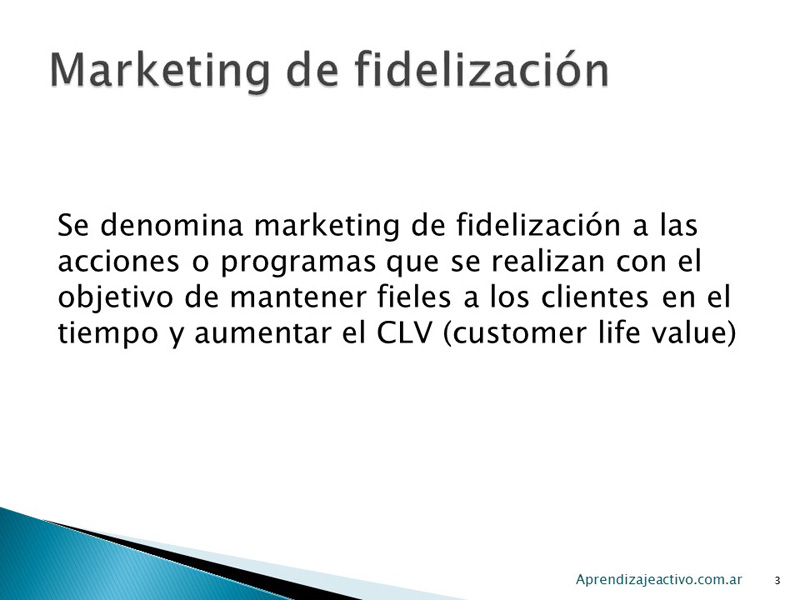 Marketing de fidelización
Se denomina marketing de fidelización a las
acciones o programas que se realizan con el
objetivo de mantener fieles a los clientes en el
tiempo y aumentar el CLV (customer life value)
Aprendizajeactivo.com.ar 3